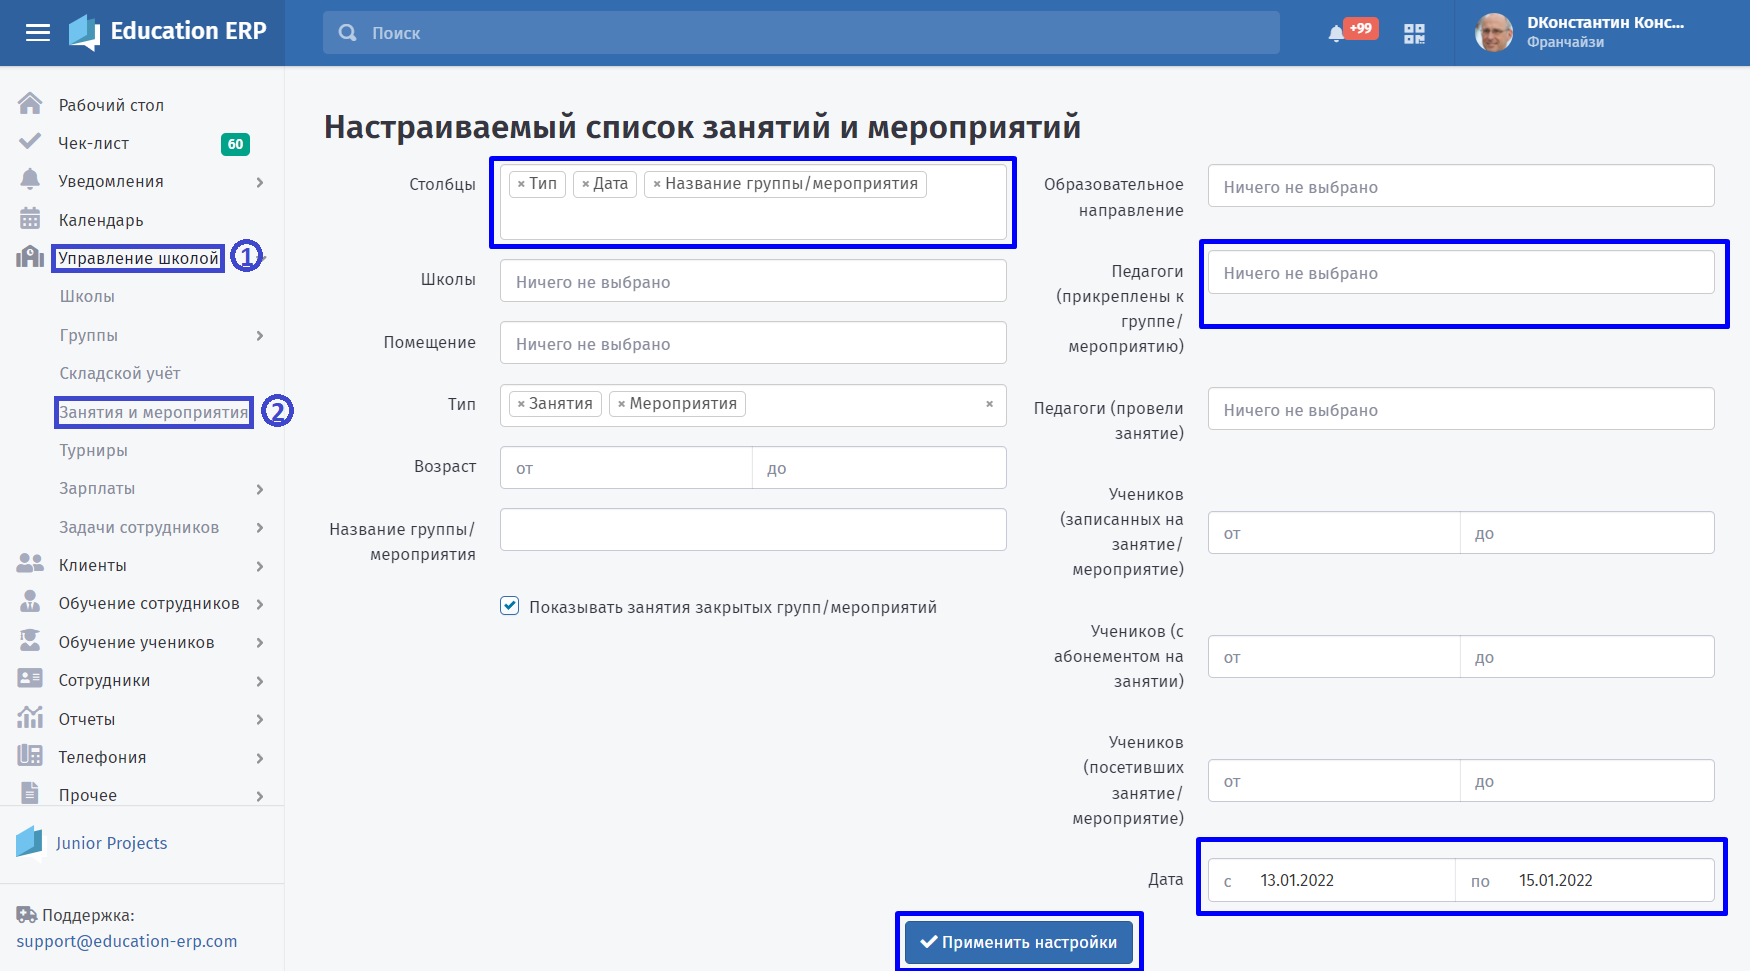 Education ERP
Поиск
+99
DКонстантин Конс...
Франчайзи
Рабочий стол
Чек-лист
60
Уведомления
Календарь
Управление школой
1
Школы
Группы
Складской учёт
Занятия и мероприятия
2
Турниры
Зарплаты
Задачи сотрудников
Клиенты
Обучение сотрудников
Обучение учеников
Сотрудники
Отчеты
Телефония
Прочее
Junior Projects
Поддержка:
support@education-erp.com
Настраиваемый список занятий и мероприятий
Столбцы
× Тип × Дата × Название группы/мероприятия
Школы
Ничего не выбрано
Помещение
Ничего не выбрано
Тип
× Занятия × Мероприятия ×
Возраст
от до
Название группы/
мероприятия
Показывать занятия закрытых групп/мероприятий
Образовательное
направление
Ничего не выбрано
Педагоги
(прикреплены к
группе/
мероприятию)
Ничего не выбрано
Педагоги (провели
занятие)
Ничего не выбрано
Учеников
(записанных на
занятие/
мероприятие)
от до
Учеников (с
абонементом на
занятии)
от до
Учеников
(посетивших
занятие/
мероприятие)
от до
Дата
с 13.01.2022 по 15.01.2022
Применить настройки